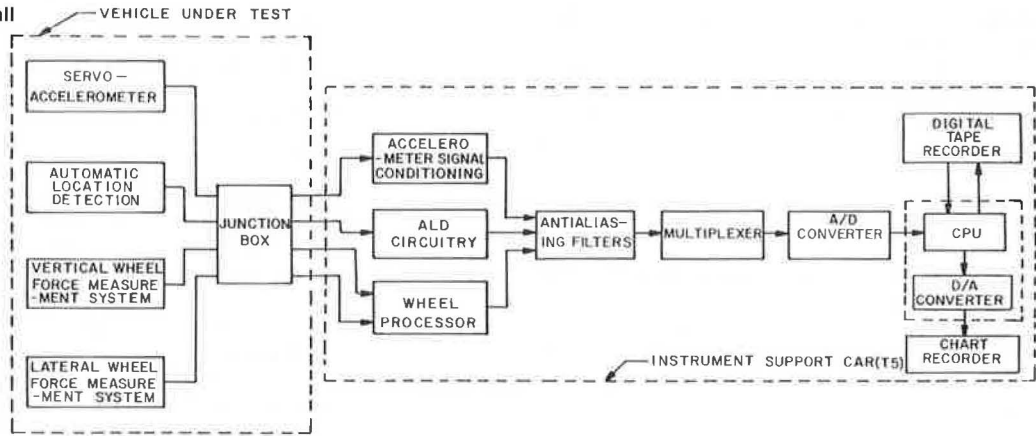 all
VEHICLE UNDER TEST
SERVO-
ACCELEROMETER
AUTOMATIC
LOCATION
DETECTION
VERTICAL WHEEL
FORCE MEASURE
-MENT SYSTEM
LATERAL WHEEL
FORCE MEASURE
-MENT SYSTEM
JUNCTION
BOX
ACCELERO
-METER SIGNAL
CONDITIONING
ALD
CIRCUITRY
WHEEL
PROCESSOR
ANTIALIAS-
ING FILTERS
MULTIPLEXER
A/D
CONVERTER
DIGITAL
TAPE
RECORDER
CPU
D/A
CONVERTER
CHART
RECORDER
INSTRUMENT SUPPORT CAR(T5)